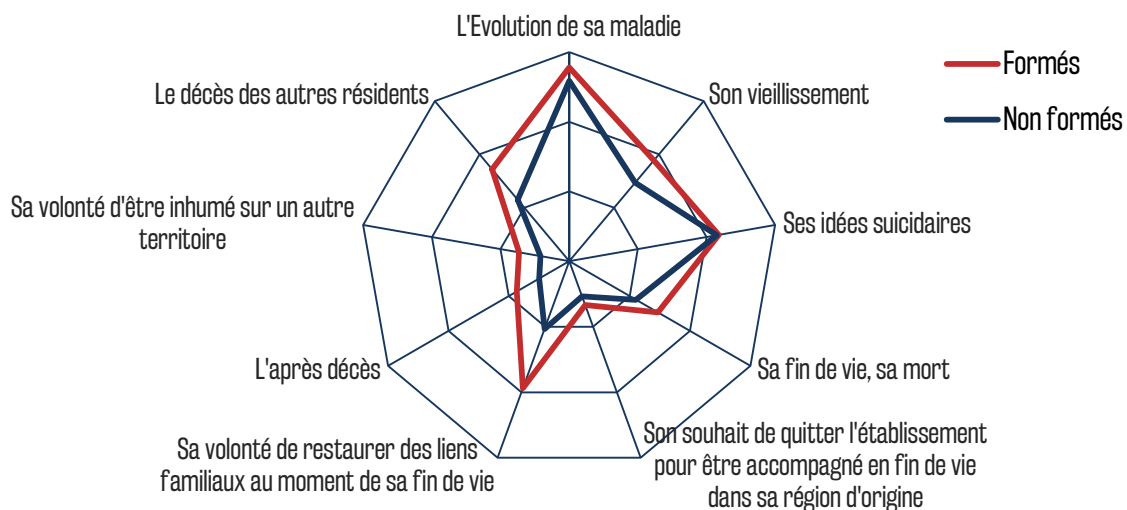 L'Evolution de sa maladie
Formés
Non formés
Son vieillissement
Ses idées suicidaires
Sa fin de vie, sa mort
Son souhait de quitter l'établissement
pour être accompagné en fin de vie
dans sa région d'origine
Sa volonté de restaurer des liens
familiaux au moment de sa fin de vie
L'après décès
Sa volonté d'être inhumé sur un autre
territoire
Le décès des autres résidents